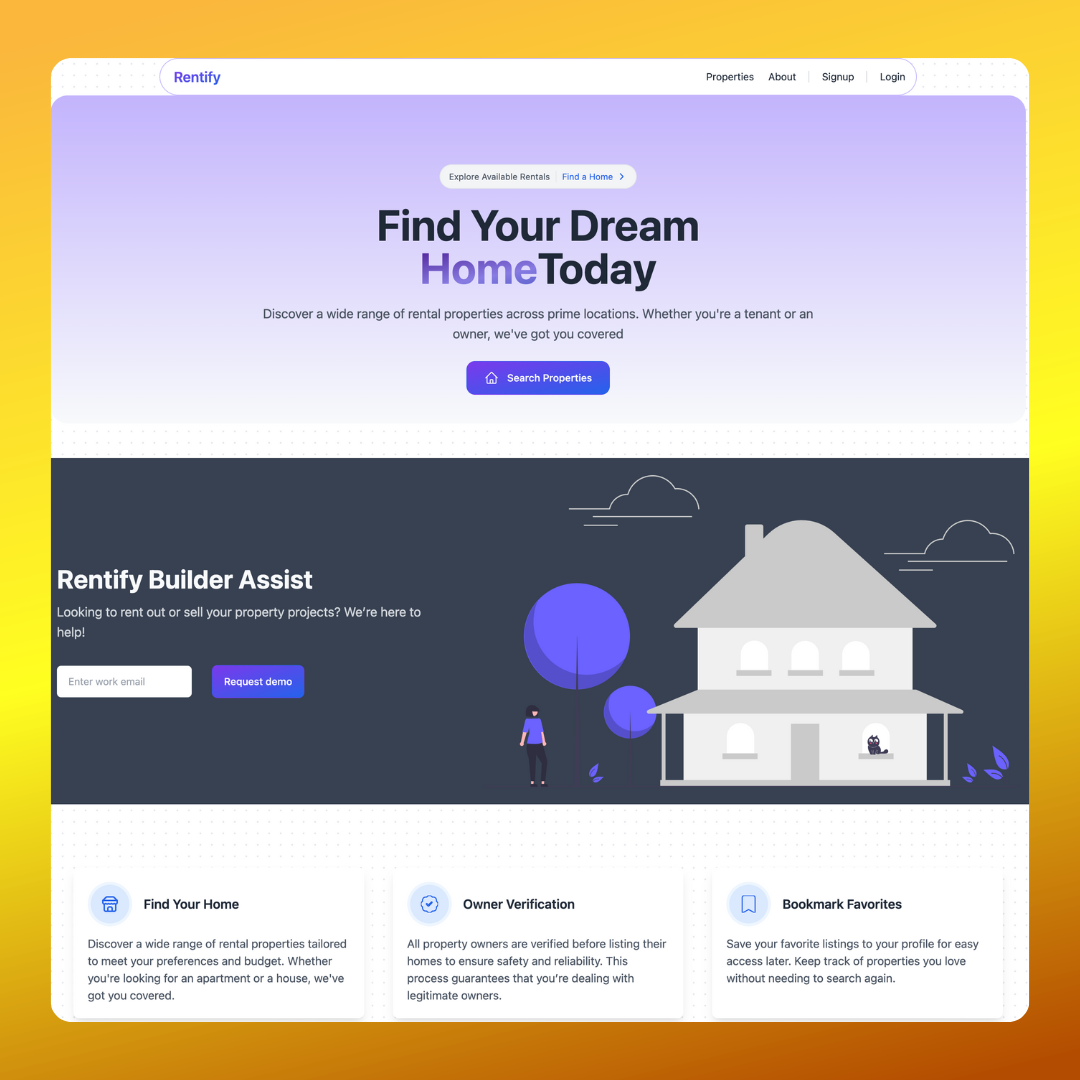 Rentify
Properties
About
Signup
Login
Explore Available Rentals
Find a Home
Find Your Dream
HomeToday
Discover a wide range of rental properties across prime locations. Whether you're a tenant or an
owner, we've got you covered
Search Properties
Rentify Builder Assist
Looking to rent out or sell your property projects? We’re here to
help!
Enter work email
Request demo
Find Your Home
Discover a wide range of rental properties tailored
to meet your preferences and budget. Whether
you're looking for an apartment or a house, we've
got you covered.
Owner Verification
All property owners are verified before listing their
homes to ensure safety and reliability. This
process guarantees that you’re dealing with
legitimate owners.
Bookmark Favorites
Save your favorite listings to your profile for easy
access later. Keep track of properties you love
without needing to search again.